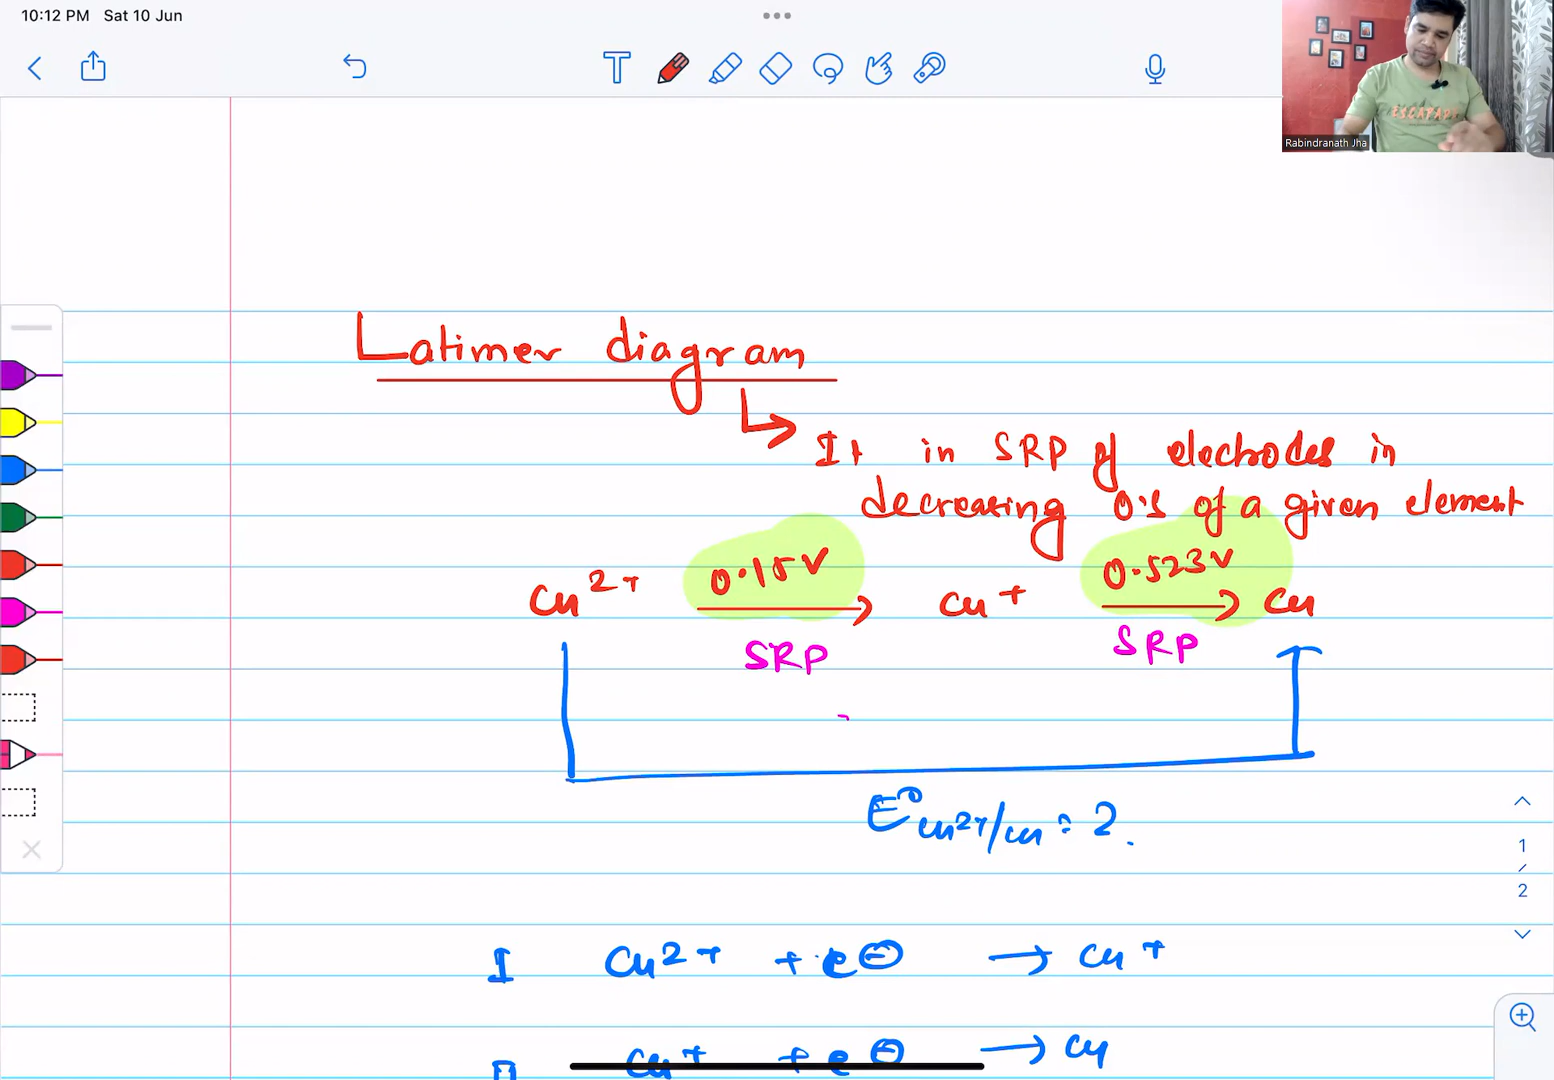 10:12 PM Sat 10 Jun
T
ESCAPADE
Rabindranath Jha
Latimer diagram
It in SRP of electrodes in
decreasing O.S of a given element
Cu2+ 0.15V Cu+ 0.523V Cu
SRP SRP
E°Cu2+/Cu = ?
1
/
2
I Cu2+ + e⊖ → Cu+
II Cu+ + e⊖ → Cu